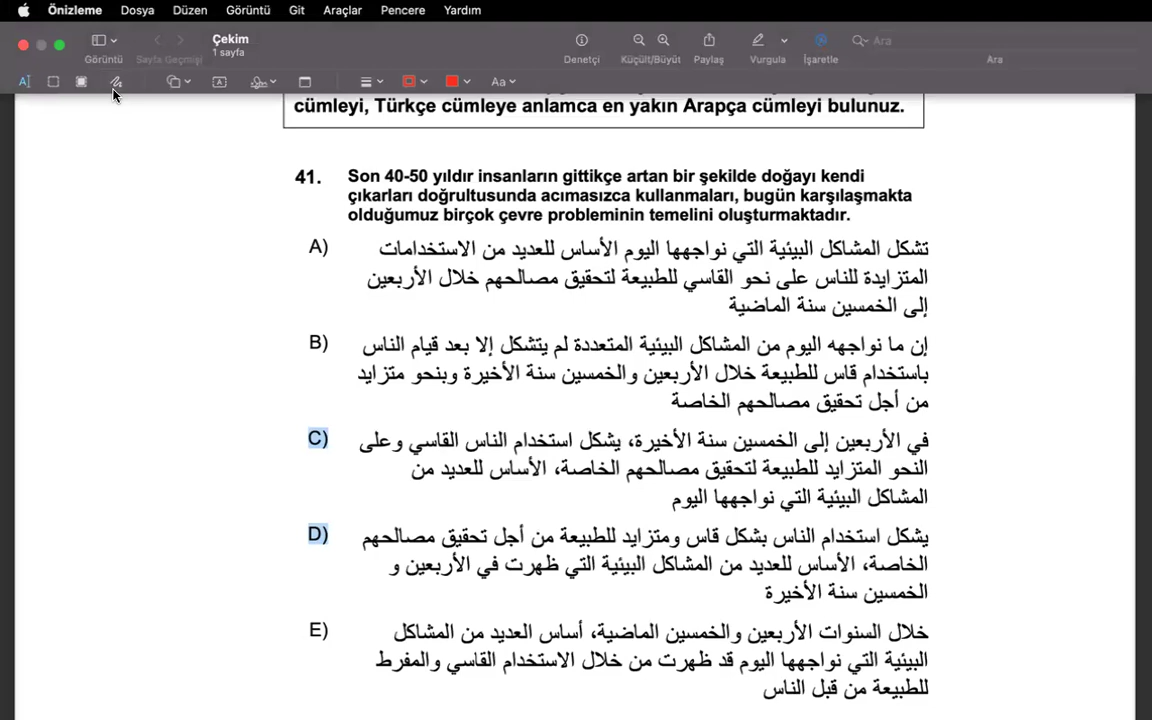 Önizleme Dosya Düzen Görüntü Git Araçlar Pencere Yardım
Çekim
1 sayfa
Ara
Görüntü Sayfa Geçmişi Denetçi Küçült/Büyüt Paylaş Vurgula İşaretle Ara
A Aa
cümleyi, Türkçe cümleye anlamca en yakın Arapça cümleyi bulunuz.
41. Son 40-50 yıldır insanların gittikçe artan bir şekilde doğayı kendi
çıkarları doğrultusunda acımasızca kullanmaları, bugün karşılaşmakta
olduğumuz birçok çevre probleminin temelini oluşturmaktadır.
A) تشكل المشاكل البيئية التي نواجهها اليوم الأساس للعديد من الاستخدامات
المتزايدة للناس على نحو القاسي للطبيعة لتحقيق مصالحهم خلال الأربعين
إلى الخمسين سنة الماضية
B) إن ما نواجهه اليوم من المشاكل البيئية المتعددة لم يتشكل إلا بعد قيام الناس
باستخدام قاس للطبيعة خلال الأربعين والخمسين سنة الأخيرة وبنحو متزايد
من أجل تحقيق مصالحهم الخاصة
C) في الأربعين إلى الخمسين سنة الأخيرة، يشكل استخدام الناس القاسي وعلى
النحو المتزايد للطبيعة لتحقيق مصالحهم الخاصة، الأساس للعديد من
المشاكل البيئية التي نواجهها اليوم
D) يشكل استخدام الناس بشكل قاس ومتزايد للطبيعة من أجل تحقيق مصالحهم
الخاصة، الأساس للعديد من المشاكل البيئية التي ظهرت في الأربعين و
الخمسين سنة الأخيرة
E) خلال السنوات الأربعين والخمسين الماضية، أساس العديد من المشاكل
البيئية التي نواجهها اليوم قد ظهرت من خلال الاستخدام القاسي والمفرط
للطبيعة من قبل الناس